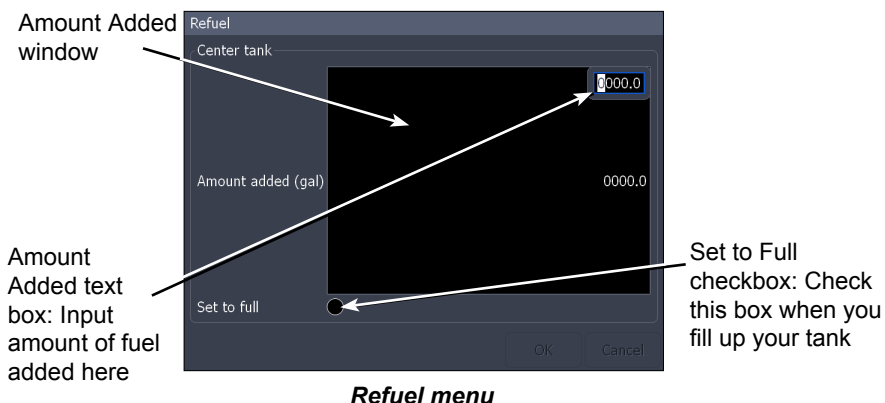 Amount Added
window
Refuel
Center tank
0000.0
Amount added (gal)
0000.0
Amount
Added text
box: Input
amount of fuel
added here
Set to full
Set to Full
checkbox: Check
this box when you
fill up your tank
OK
Cancel
Refuel menu